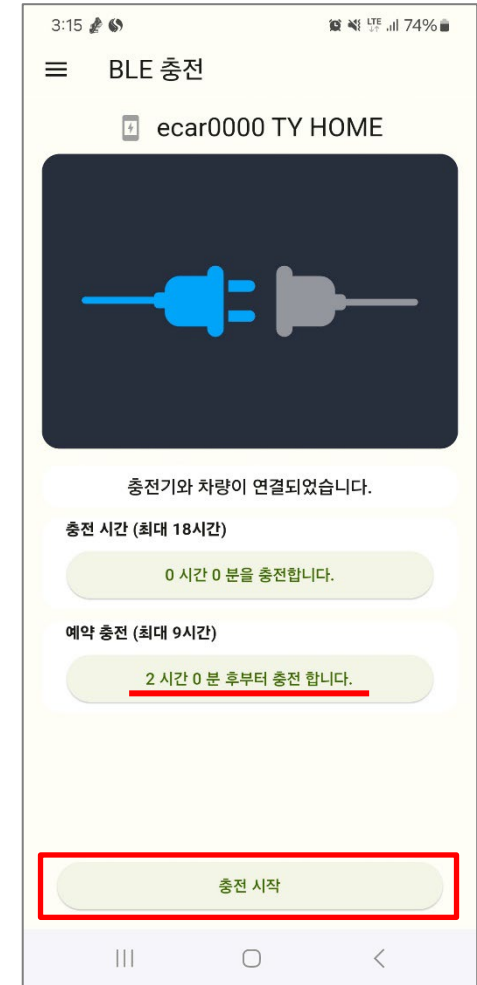 3:15 LTE 74%
BLE 충전
ecar0000 TY HOME
충전기와 차량이 연결되었습니다.
충전 시간 (최대 18시간)
0 시간 0 분을 충전합니다.
예약 충전 (최대 9시간)
2 시간 0 분 후부터 충전 합니다.
충전 시작